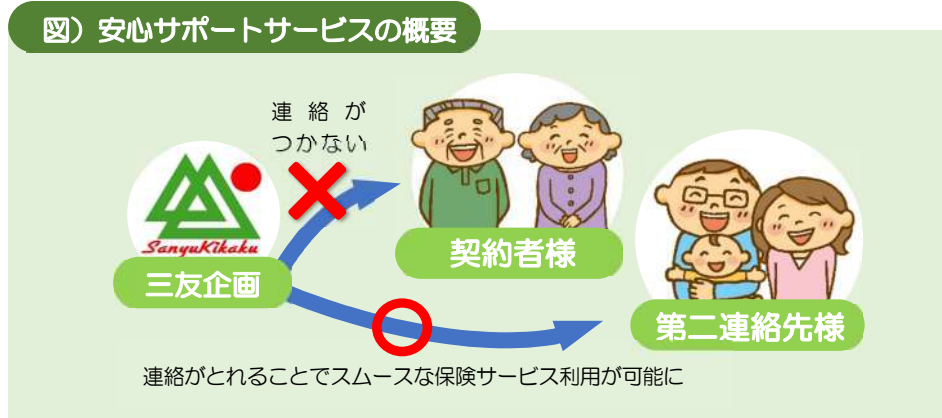 図）安心サポートサービスの概要
連絡が
つかない
SanyuKikaku
三友企画
契約者様
第二連絡先様
連絡がとれることでスムースな保険サービス利用が可能に